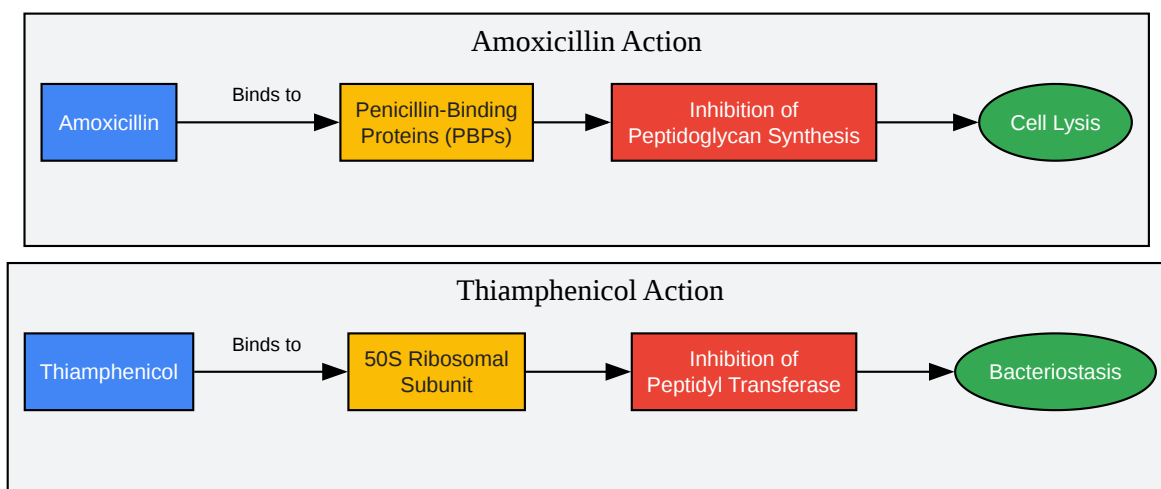 Amoxicillin Action
Amoxicillin
Binds to
Penicillin-Binding
Proteins (PBPs)
Inhibition of
Peptidoglycan Synthesis
Cell Lysis
Thiamphenicol Action
Thiamphenicol
Binds to
50S Ribosomal
Subunit
Inhibition of
Peptidyl Transferase
Bacteriostasis